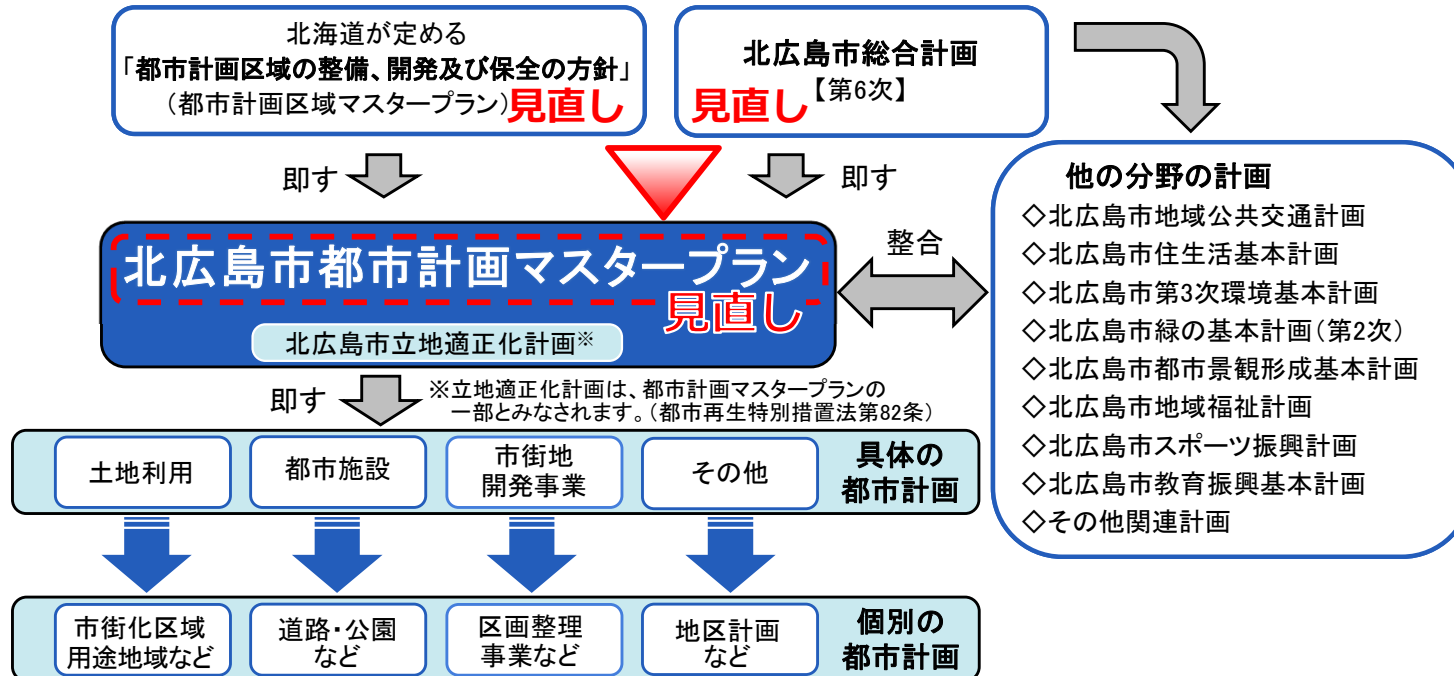 北海道が定める
「都市計画区域の整備、開発及び保全の方針」
（都市計画区域マスタープラン）見直し
北広島市総合計画
見直し【第6次】
即す
即す
北広島市都市計画マスタープラン
見直し
北広島市立地適正化計画※
整合
他の分野の計画
◇北広島市地域公共交通計画
◇北広島市住生活基本計画
◇北広島市第3次環境基本計画
◇北広島市緑の基本計画（第2次）
◇北広島市都市景観形成基本計画
◇北広島市地域福祉計画
◇北広島市スポーツ振興計画
◇北広島市教育振興基本計画
◇その他関連計画
即す
※立地適正化計画は、都市計画マスタープランの
一部とみなされます。（都市再生特別措置法第82条）
土地利用
都市施設
市街地
開発事業
その他
具体の
都市計画
市街化区域
用途地域など
道路・公園
など
区画整理
事業など
地区計画
など
個別の
都市計画